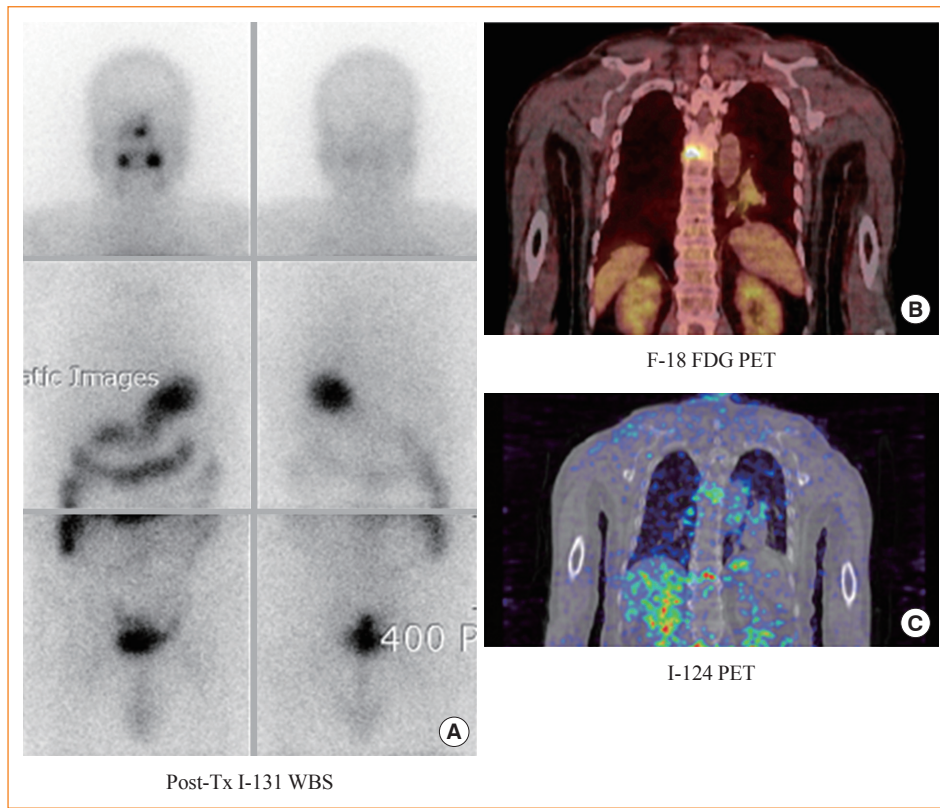 atic Images
400 P
A
Post-Tx I-131 WBS
B
F-18 FDG PET
C
I-124 PET